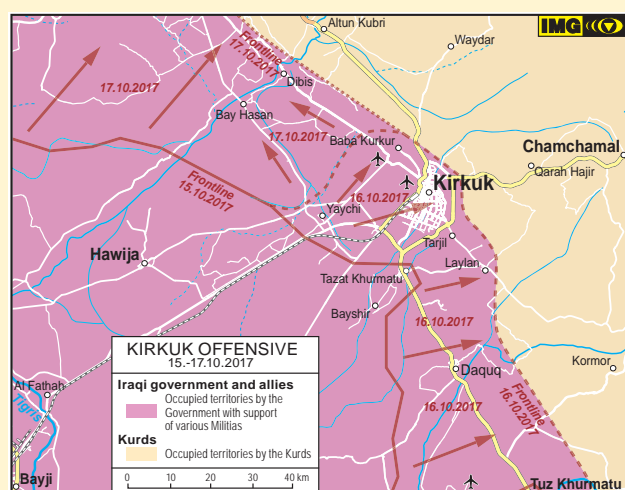 Altun Kubri
IMG
Waydar
Frontline
17.10.2017
17.10.2017
Dibis
Bay Hasan
17.10.2017
Baba Kurkur
Chamchamal
Qarah Hajir
Kirkuk
Frontline
15.10.2017
16.10.2017
Yaychi
Tarjil
Hawija
Laylan
Tazat Khurmatu
Bayshir
16.10.2017
KIRKUK OFFENSIVE
15.-17.10.2017
Iraqi government and allies
Occupied territories by the
Government with support
of various Militias
Kurds
Occupied territories by the Kurds
0 10 20 30 40 km
Kormor
Daquq
Al Fathah
Tigris
16.10.2017
Frontline
16.10.2017
Bayji
Tuz Khurmatu